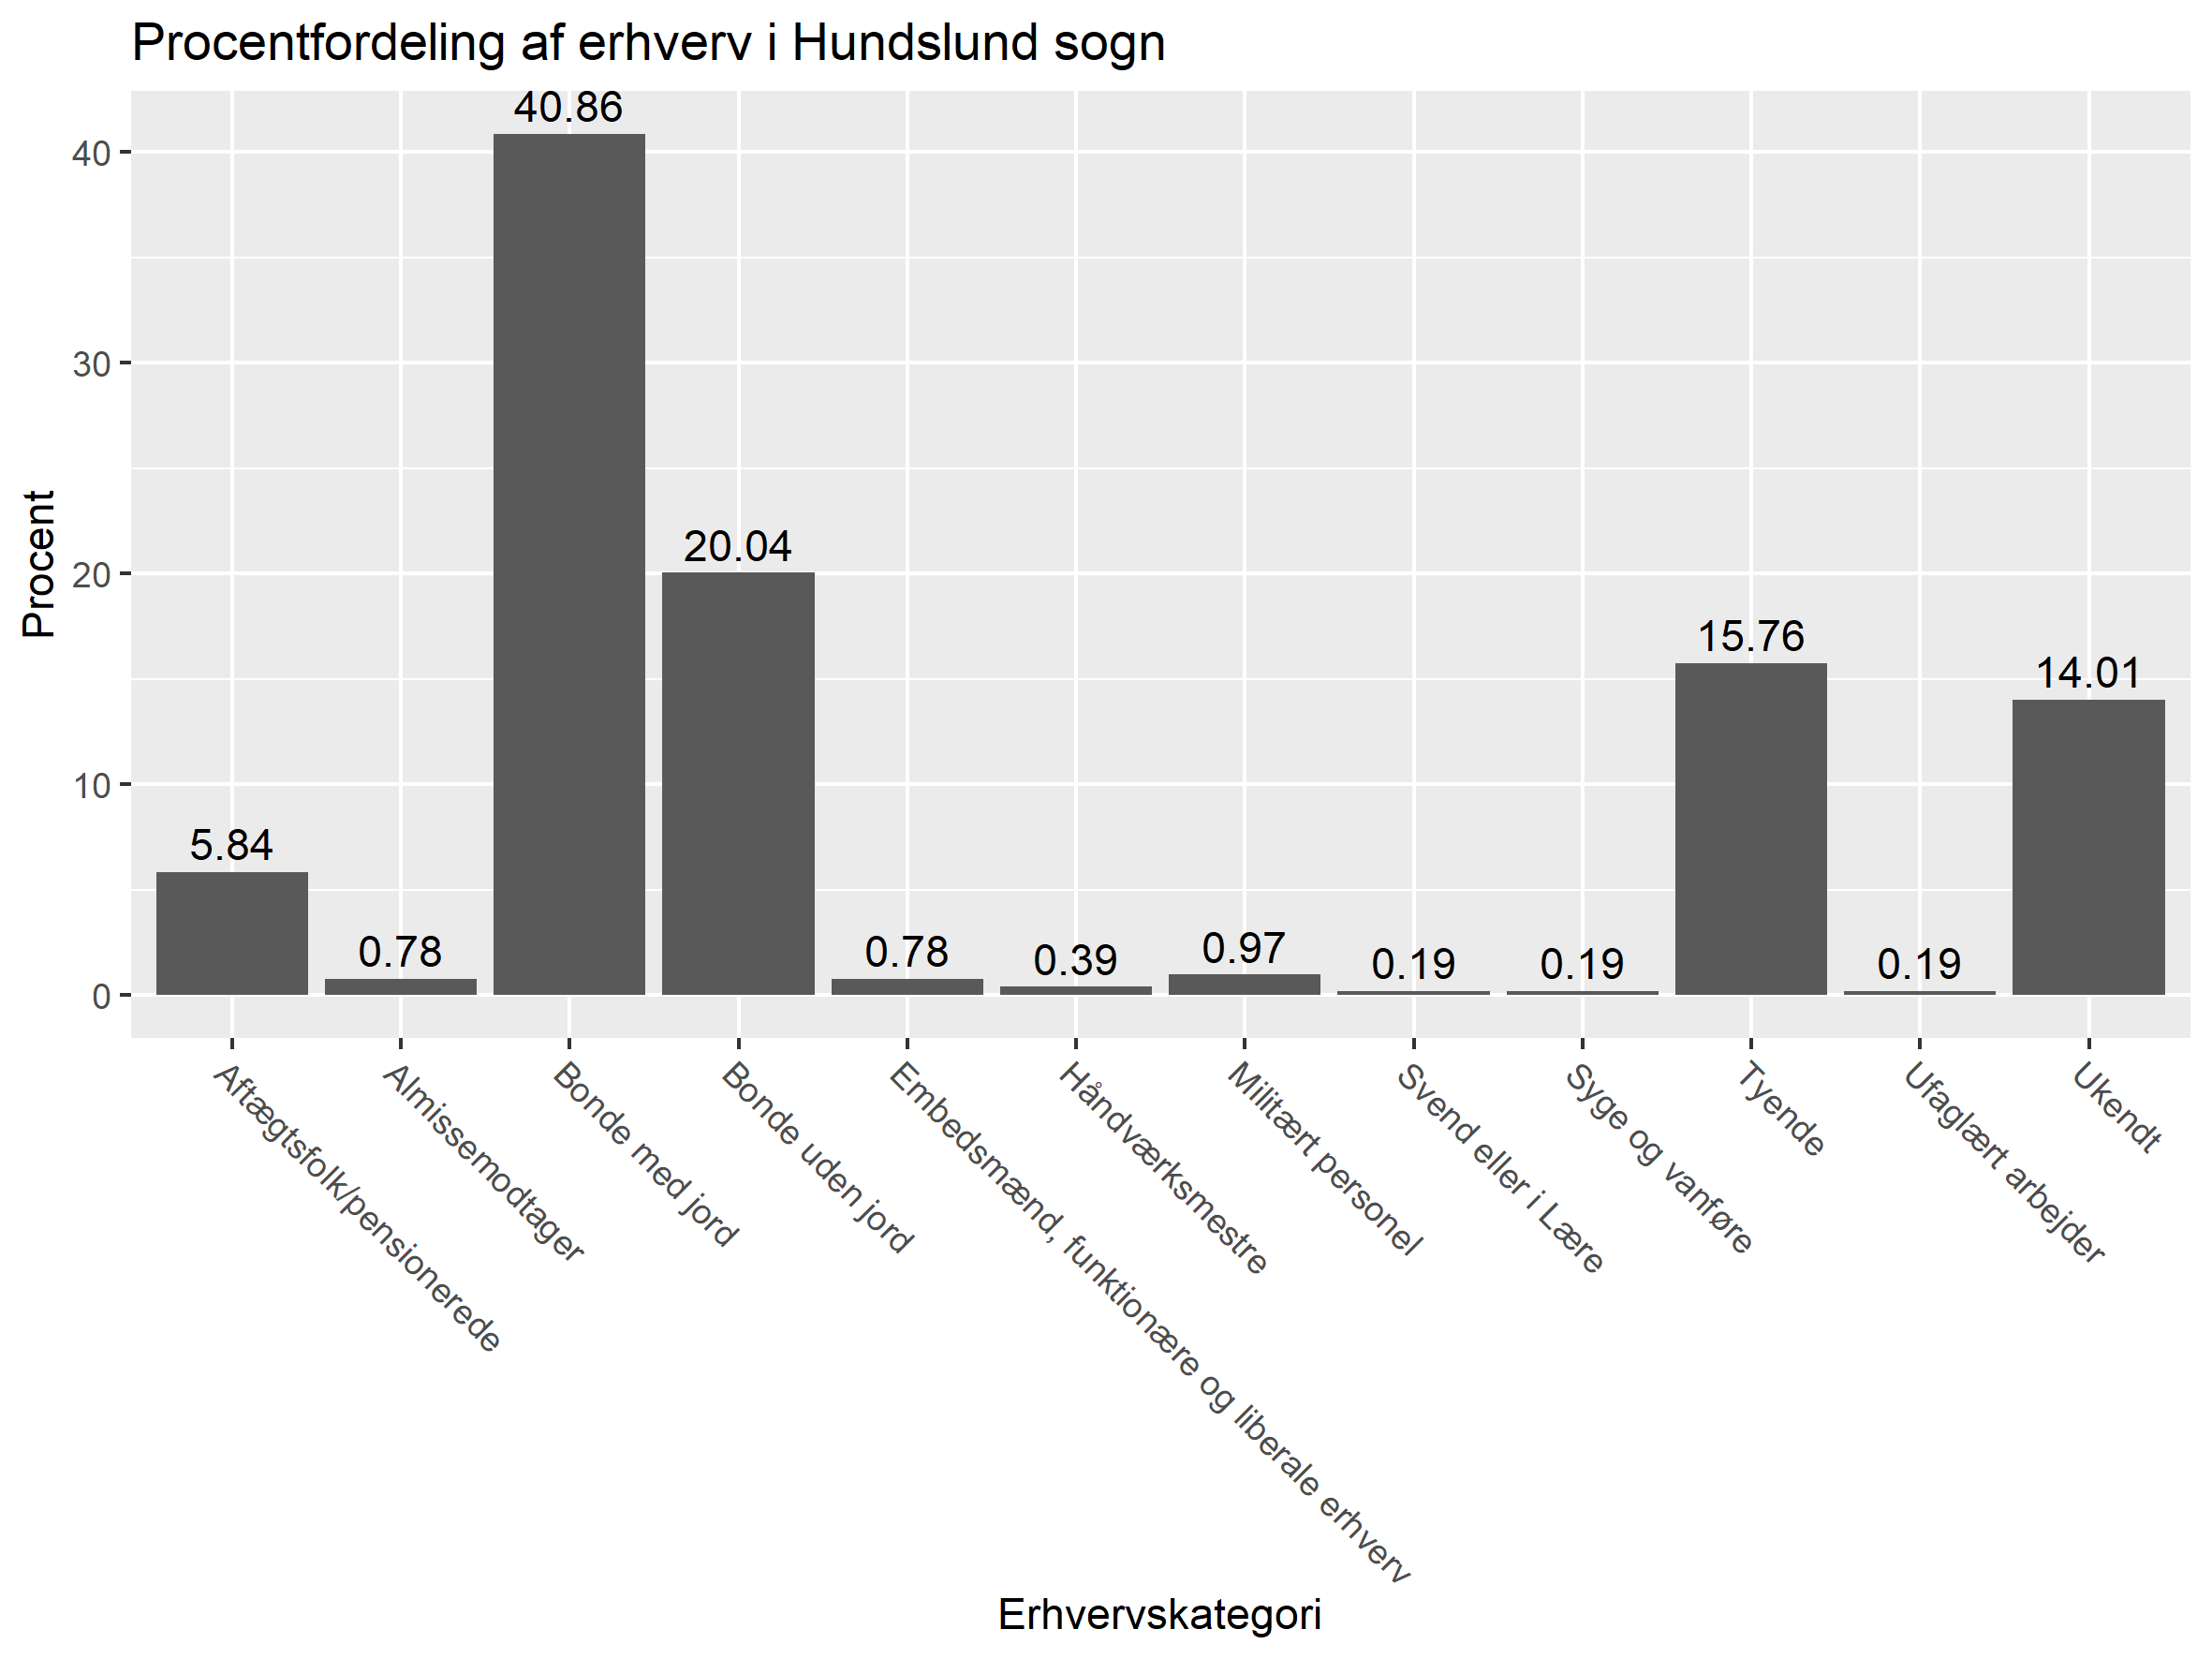 Procentfordeling af erhverv i Hundslund sogn
Procent
40
30
20
10
0
5.84
0.78
40.86
20.04
0.78
0.39
0.97
0.19
0.19
15.76
0.19
14.01
Aftægtsfolk/pensionerede
Almissemodtager
Bonde med jord
Bonde uden jord
Embedsmænd, funktionære og liberale erhverv
Håndværksmestre
Militært personel
Svend eller i Lære
Syge og vanføre
Tyende
Ufaglært arbejder
Ukendt
Erhvervskategori